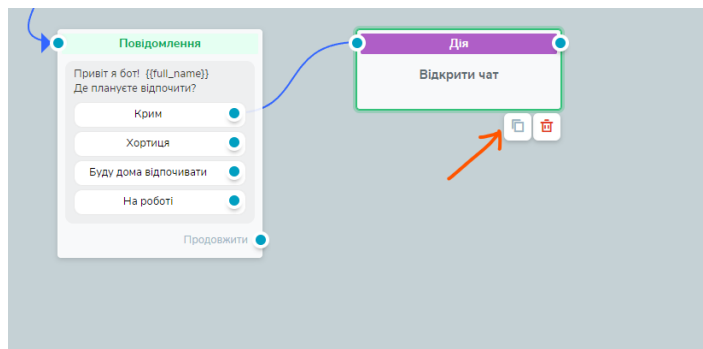 Повідомлення
Привіт я бот! {{full_name}}
Де плануєте відпочити?
Крим
Хортиця
Буду дома відпочивати
На роботі
Продовжити
Дія
Відкрити чат